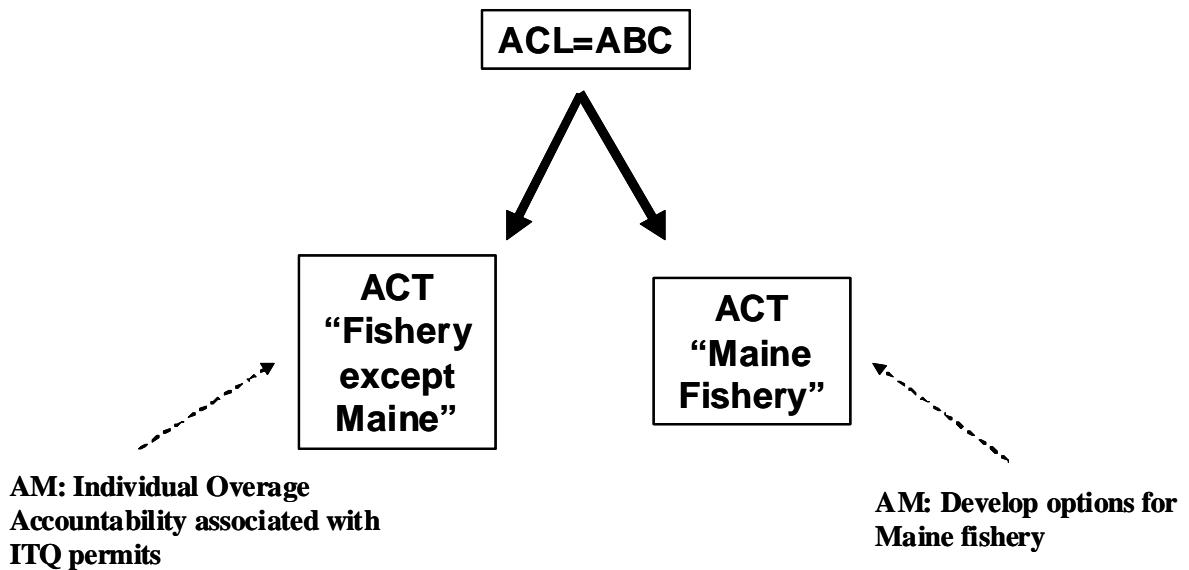 ACL=ABC
ACT
“Fishery
except
Maine”
ACT
“Maine
Fishery”
AM: Individual Overage
Accountability associated with
ITQ permits
AM: Develop options for
Maine fishery